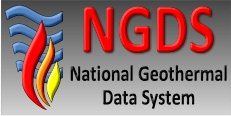 NGDS
National Geothermal
Data System